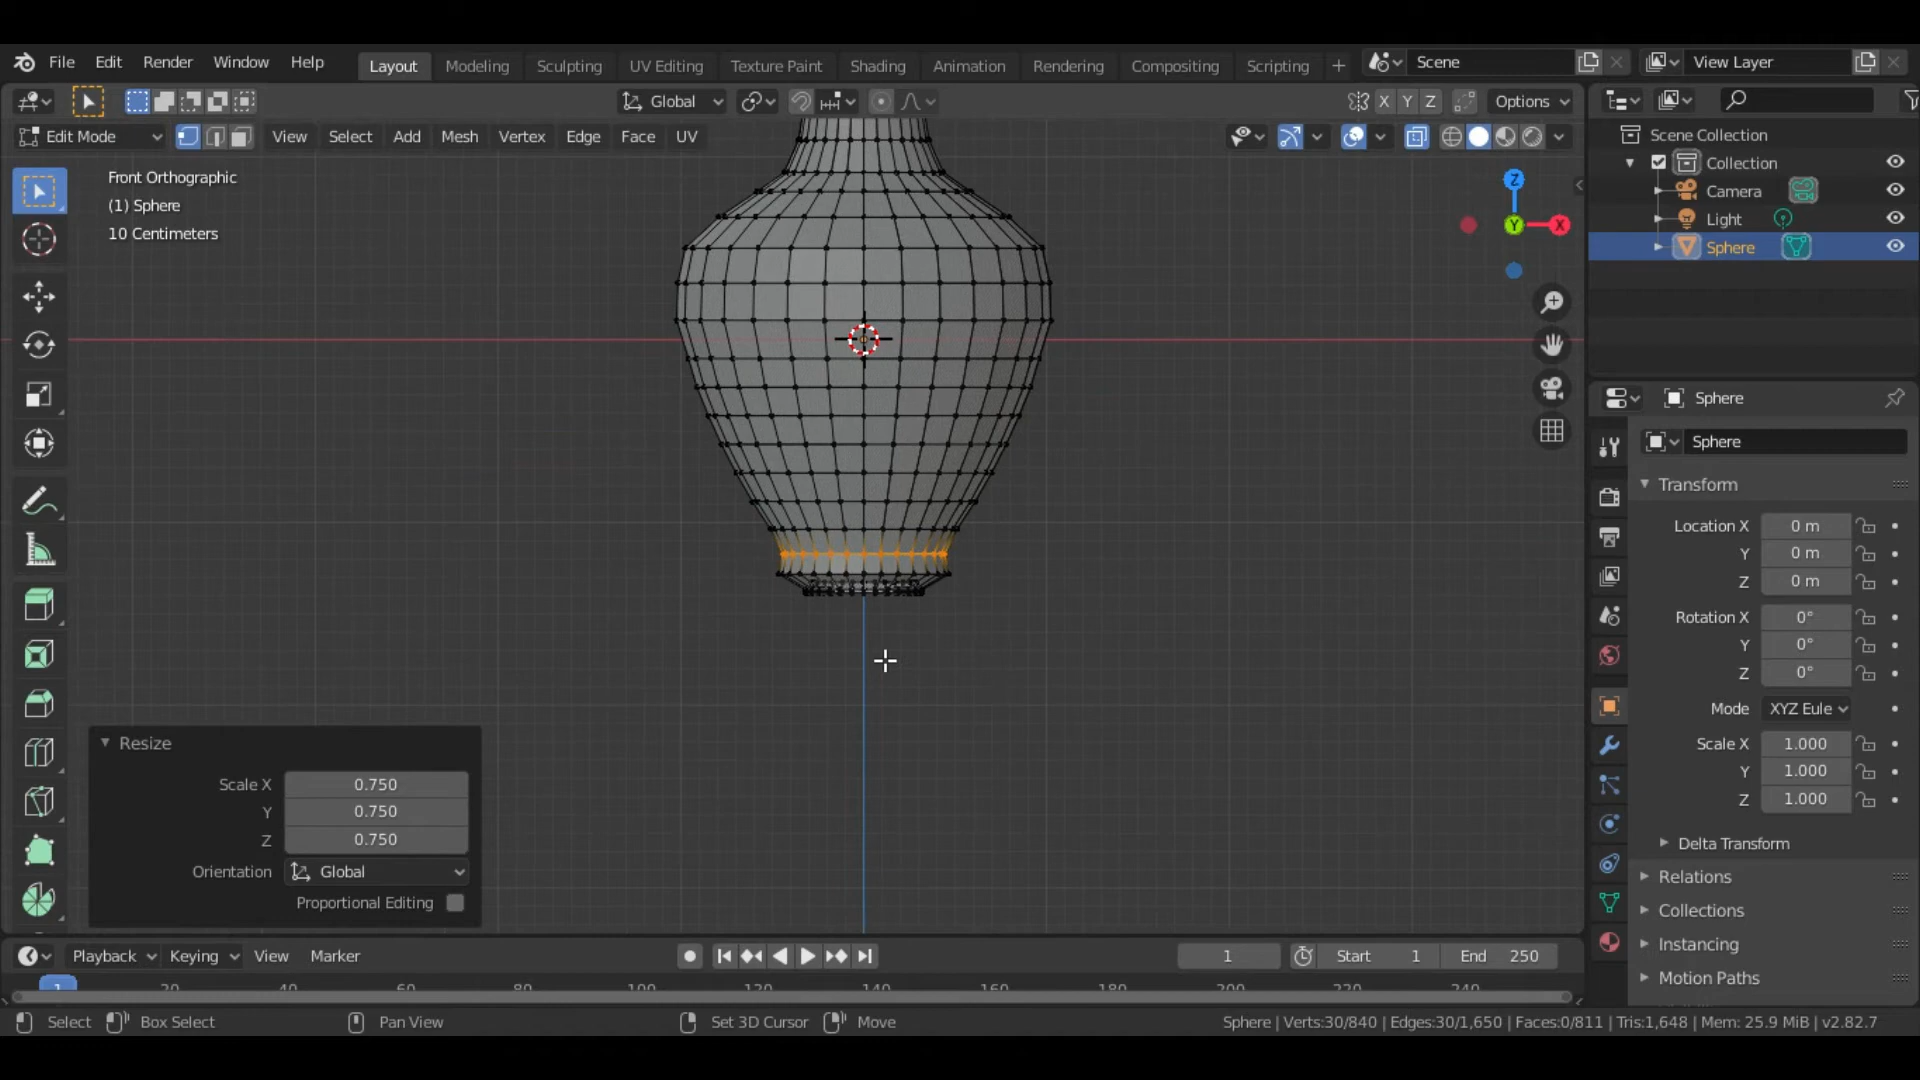 File Edit Render Window Help Layout Modeling Sculpting UV Editing Texture Paint Shading Animation Rendering Compositing Scripting + Scene View Layer
Global X Y Z Options
Edit Mode View Select Add Mesh Vertex Edge Face UV
Front Orthographic
(1) Sphere
10 Centimeters
Z
Y
X
Resize
Scale X 0.750
Y 0.750
Z 0.750
Orientation Global
Proportional Editing
Scene Collection
Collection
Camera
Light
Sphere
Sphere
Sphere
Transform
Location X 0 m
Y 0 m
Z 0 m
Rotation X 0°
Y 0°
Z 0°
Mode XYZ Eule
Scale X 1.000
Y 1.000
Z 1.000
Delta Transform
Relations
Collections
Instancing
Motion Paths
Playback Keying View Marker 1 Start 1 End 250
1 20 40 60 80 100 120 140 160 180 200 220 240
Select Box Select Pan View Set 3D Cursor Move Sphere | Verts:30/840 | Edges:30/1,650 | Faces:0/811 | Tris:1,648 | Mem: 25.9 MiB | v2.82.7